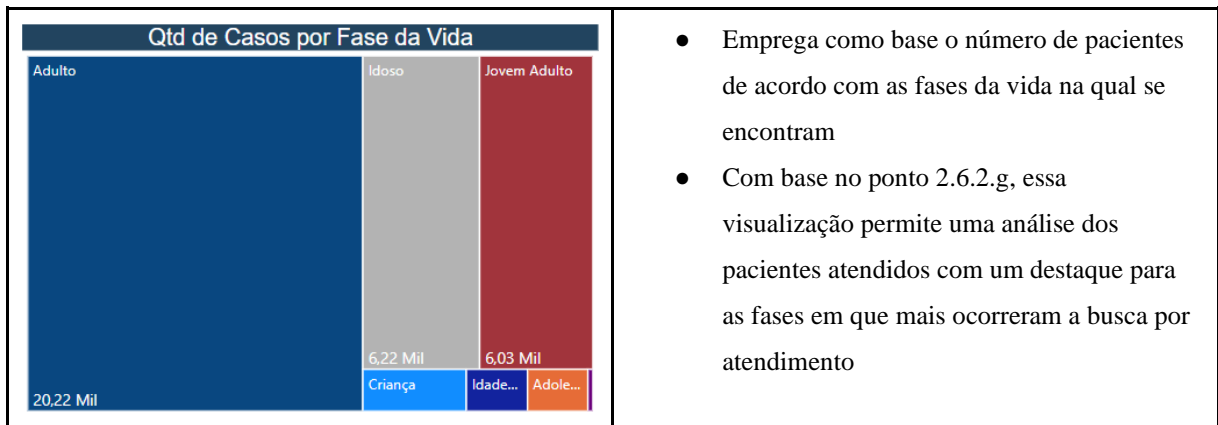 Qtd de Casos por Fase da Vida
Adulto
Idoso
Jovem Adulto
6,22 Mil
6,03 Mil
Criança
Idade...
Adole...
20,22 Mil
● Emprega como base o número de pacientes
de acordo com as fases da vida na qual se
encontram
● Com base no ponto 2.6.2.g, essa
visualização permite uma análise dos
pacientes atendidos com um destaque para
as fases em que mais ocorreram a busca por
atendimento